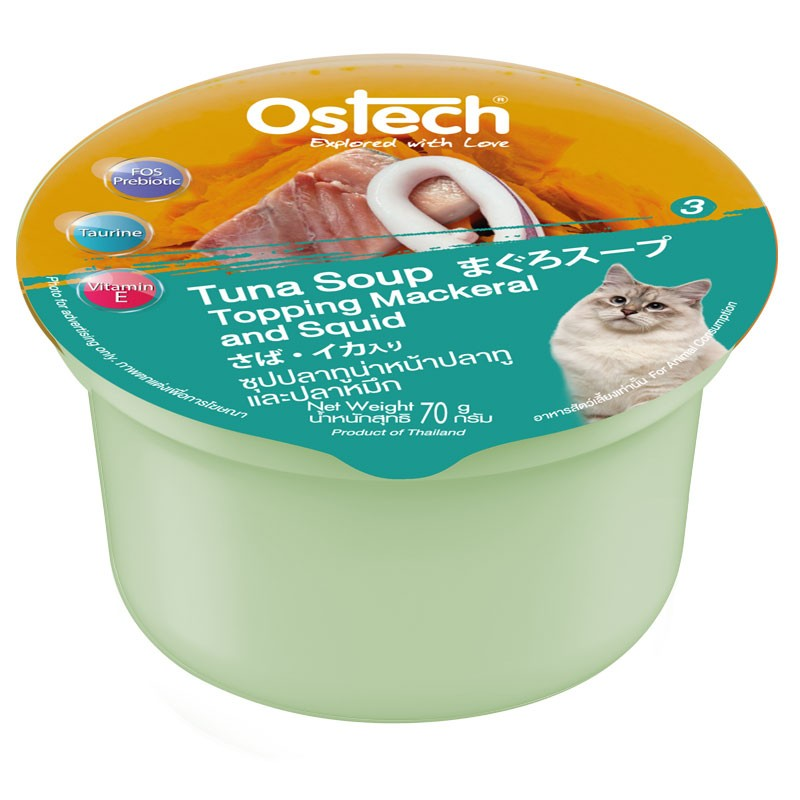 Ostech®
Explored with Love
FOS
Prebiotic
Taurine
Vitamin
E
3
Tuna Soup まぐろスープ
Topping Mackeral
and Squid
さば・イカ入り
ซุปปลาทูน่าหน้าปลาทู
และปลาหมึก
Net Weight 70 g
น้ำหนักสุทธิ 70 กรัม
Product of Thailand
Photo for advertising only. ภาพตกแต่งเพื่อการโฆษณา
อาหารสัตว์เลี้ยงเท่านั้น For Animal Consumption